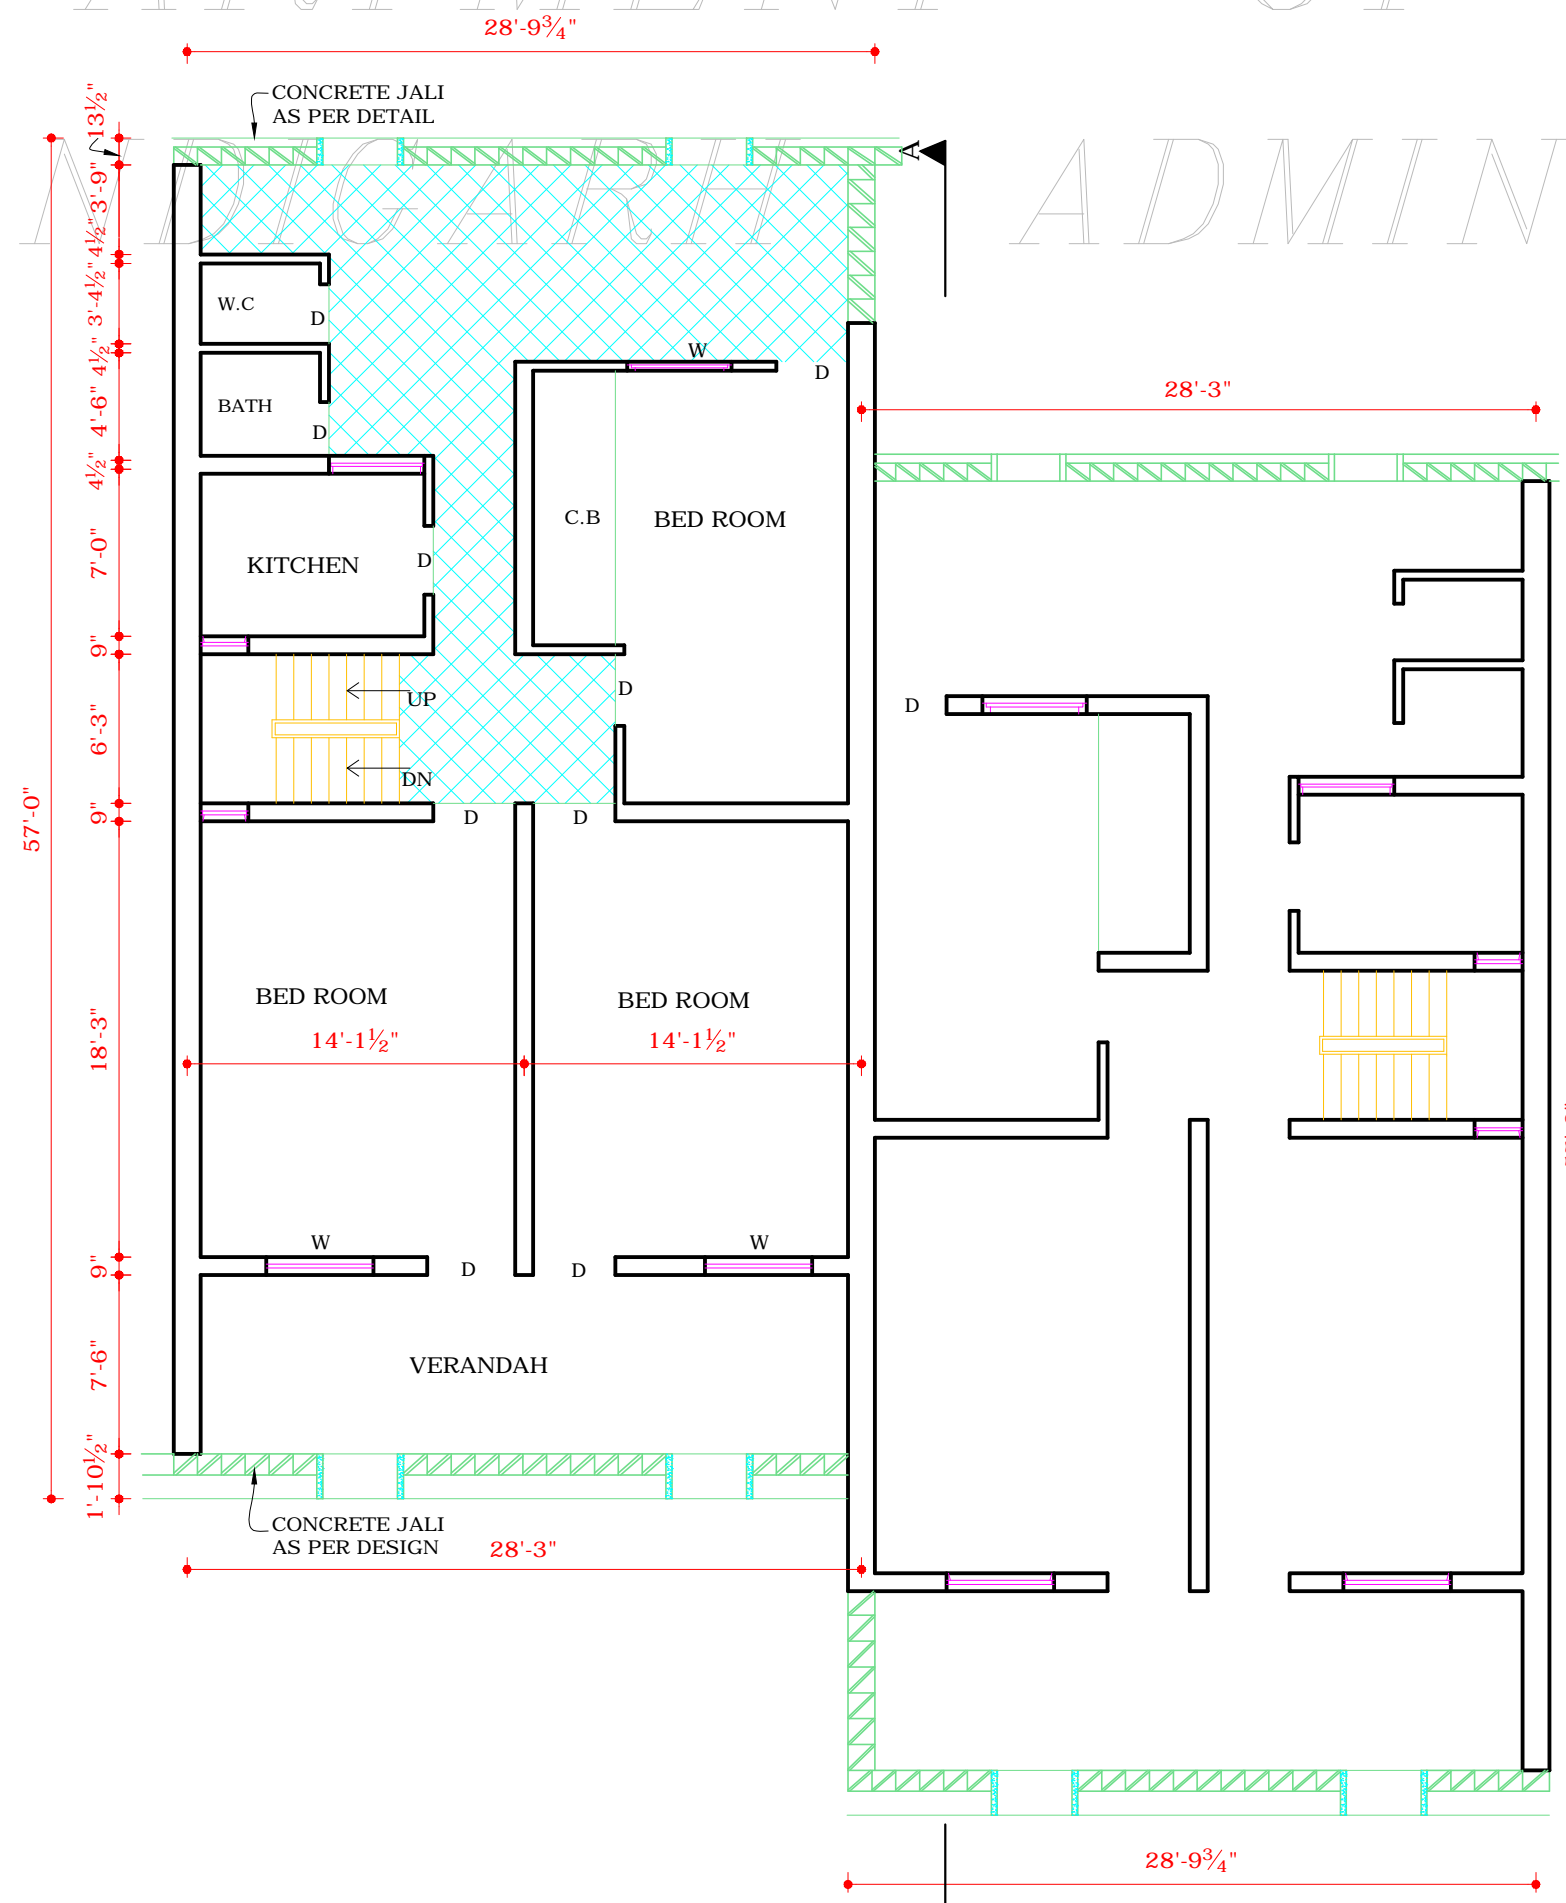 28'-9¾"
CONCRETE JALI
AS PER DETAIL
13½"
NDIGARH ADMIN
A
3'-9"
4½"
W.C
D
3'-4½"
W
D
4½"
28'-3"
BATH
D
4'-6"
4½"
C.B
BED ROOM
KITCHEN
D
7'-0"
9"
D
UP
D
6'-3"
DN
57'-0"
9"
D
D
BED ROOM
BED ROOM
14'-1½"
14'-1½"
18'-3"
W
W
9"
D
D
VERANDAH
7'-6"
1'-10½"
CONCRETE JALI
AS PER DESIGN
28'-3"
28'-9¾"